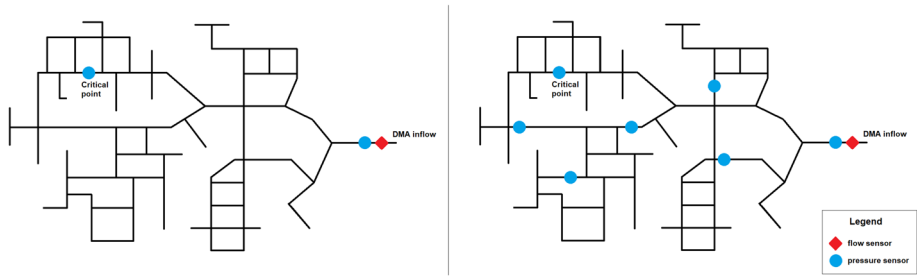 Critical
point
DMA inflow
Critical
point
DMA inflow
Legend
flow sensor
pressure sensor